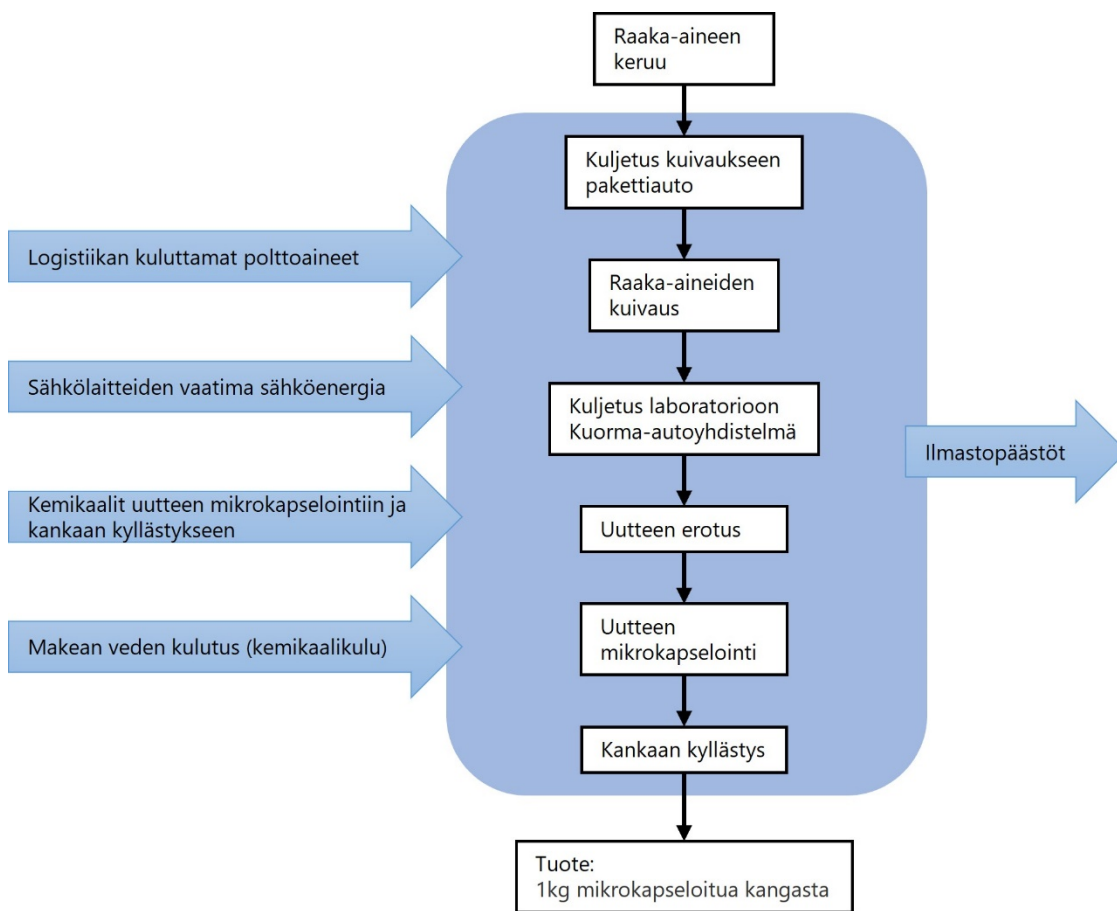 Raaka-aineen
keruu
Kuljetus kuivaukseen
pakettiauto
Logistiikan kuluttamat polttoaineet
Raaka-aineiden
kuivaus
Sähkölaitteiden vaatima sähköenergia
Kuljetus laboratorioon
Kuorma-autoyhdistelmä
Ilmastopäästöt
Kemikaalit uutteen mikrokapselointiin ja
kankaan kyllästykseen
Uutteen erotus
Makean veden kulutus (kemikaalikulu)
Uutteen
mikrokapselointi
Kankaan kyllästys
Tuote:
1kg mikrokapseloitua kangasta